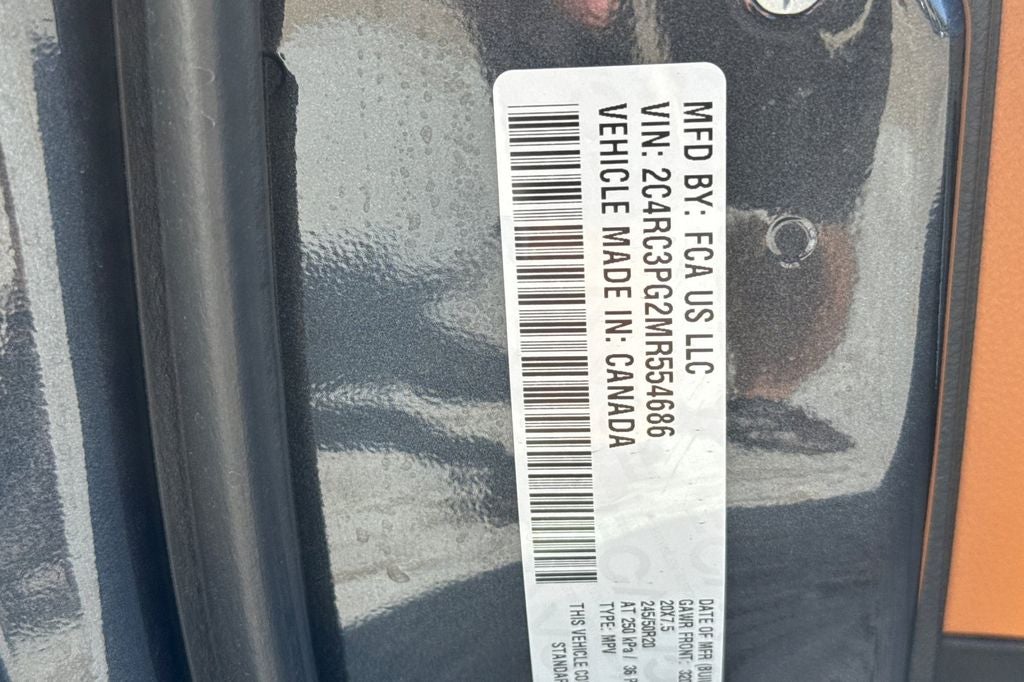 MFD BY: FCA US LLC
VIN: 2C4RC3PG2MR554686
VEHICLE MADE IN: CANADA
DATE OF MFR
GAWR FRONT:
20X7.5
245/50R20
AT 250 kPa / 36
TYPE: MPV
THIS VEHICLE